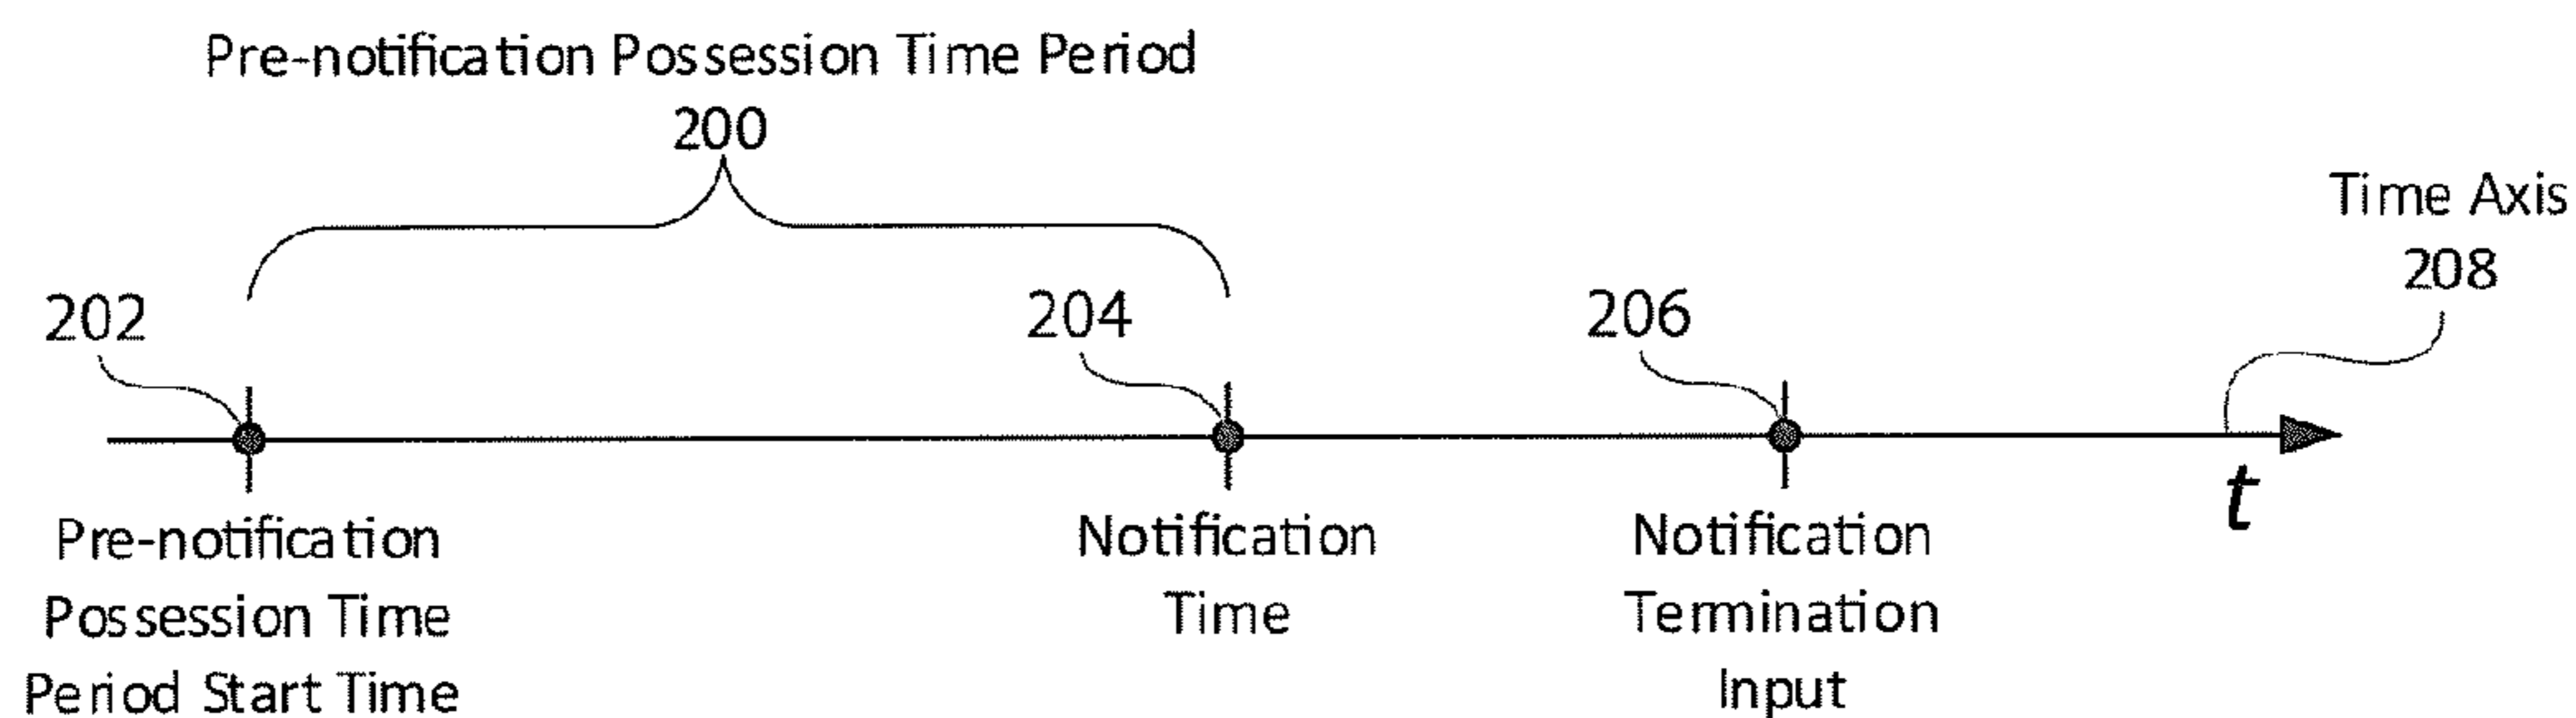 Pre-notification Possession Time Period
200
Time Axis
208
202
204
206
t
Pre-notification
Possession Time
Period Start Time
Notification
Time
Notification
Termination
Input